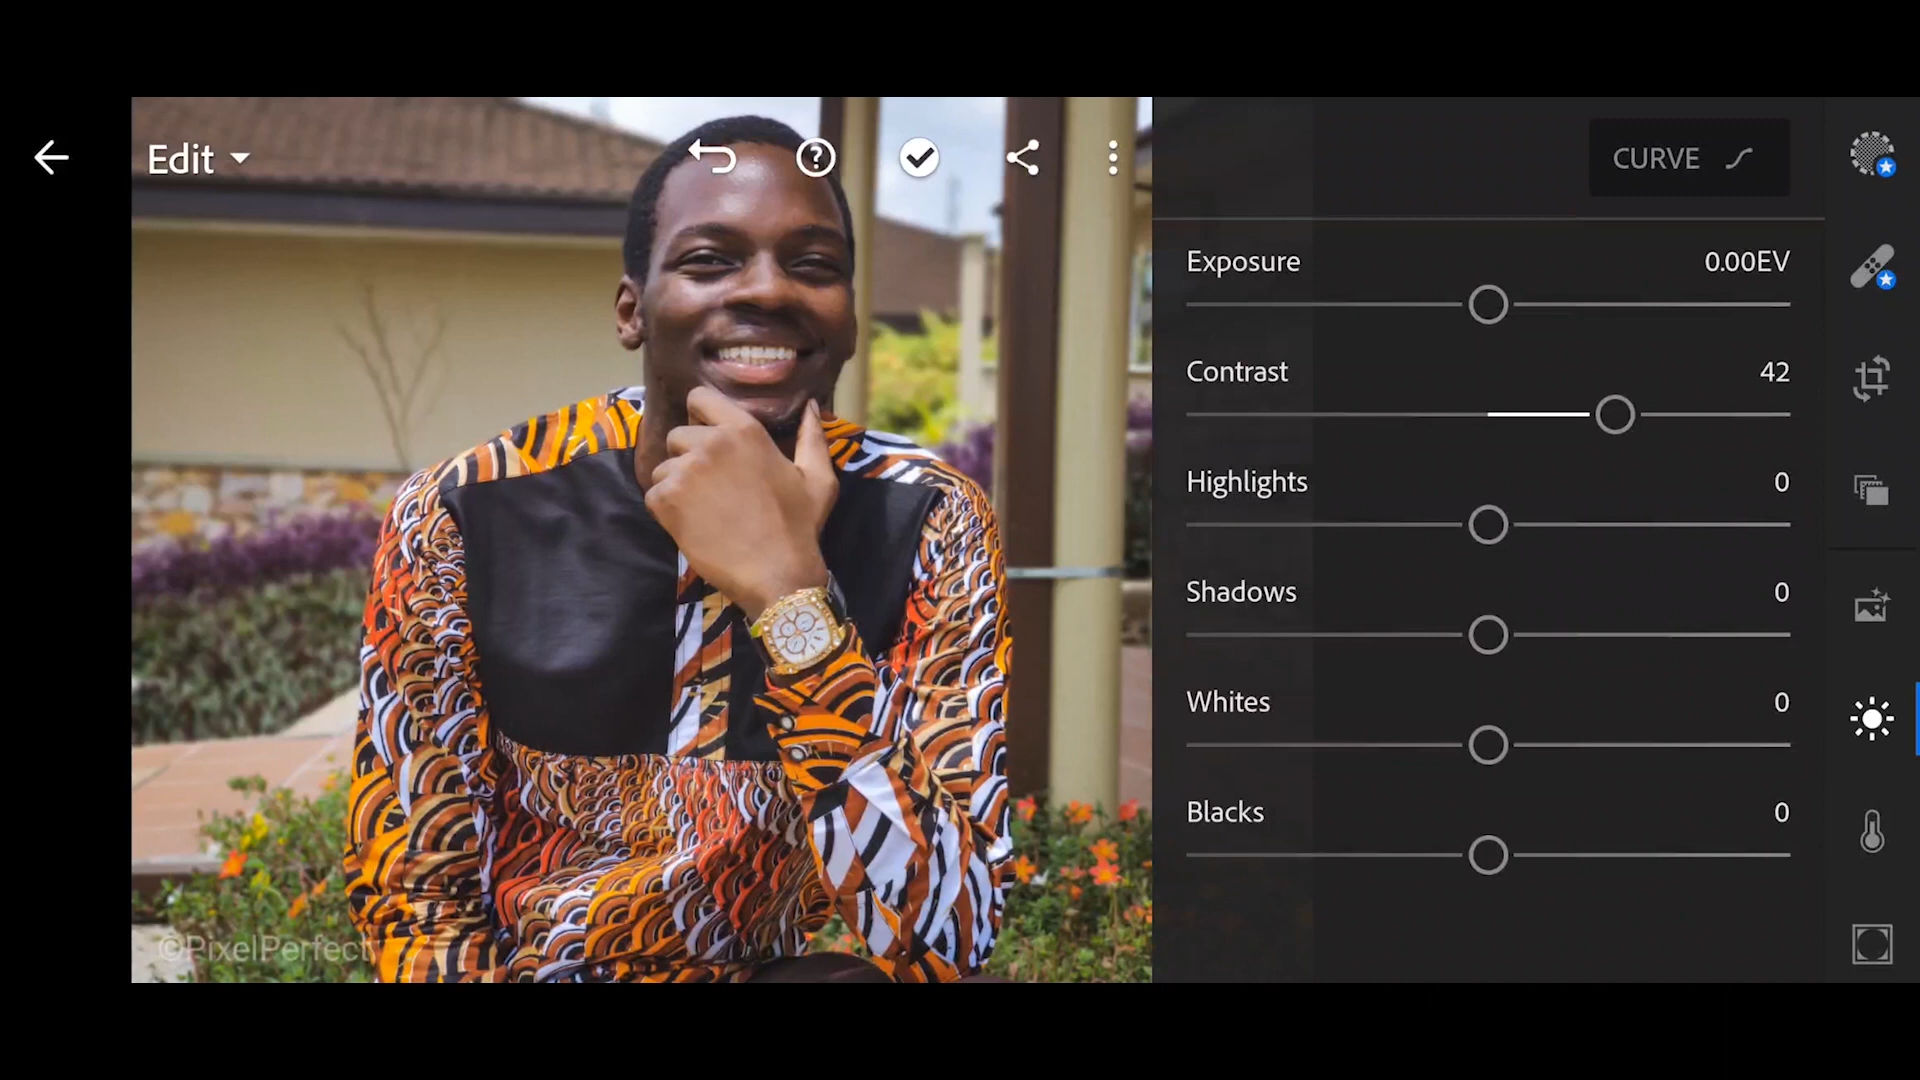 Edit
CURVE
Exposure 0.00EV
Contrast 42
Highlights 0
Shadows 0
Whites 0
Blacks 0
©PixelPerfect